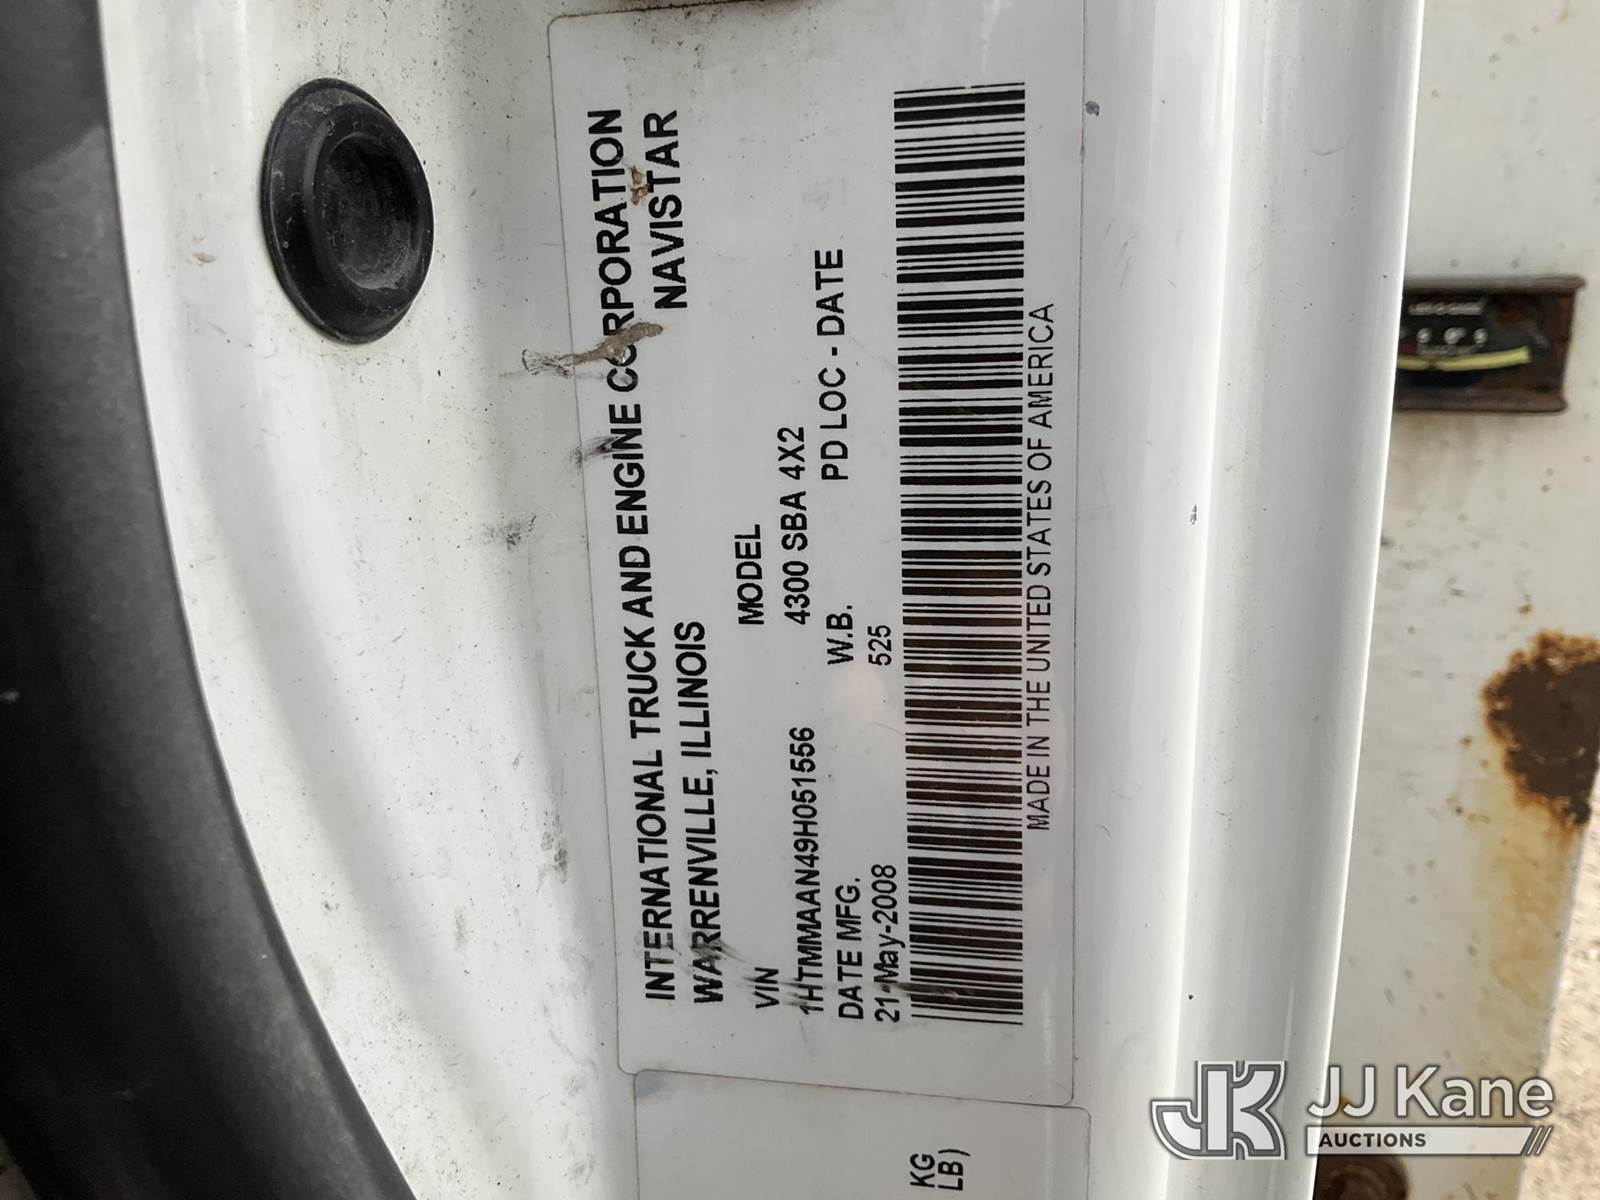 INTERNATIONAL TRUCK AND ENGINE CORPORATION
WARRENVILLE, ILLINOIS NAVISTAR
VIN MODEL
1HTMMAAN49H051556 4300 SBA 4X2
DATE MFG. W.B. PD LOC - DATE
21-May-2008 525
MADE IN THE UNITED STATES OF AMERICA
KG
LB)
JK JJ Kane
AUCTIONS